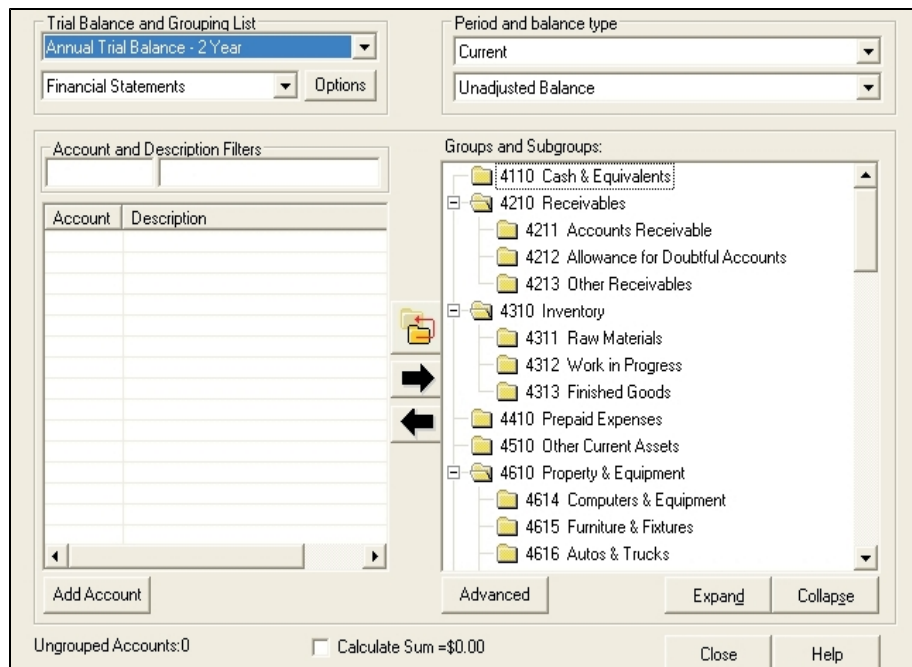 Trial Balance and Grouping List
Annual Trial Balance - 2 Year
Financial Statements
Options
Period and balance type
Current
Unadjusted Balance
Account and Description Filters
Account Description
Add Account
Groups and Subgroups:
4110 Cash & Equivalents
4210 Receivables
4211 Accounts Receivable
4212 Allowance for Doubtful Accounts
4213 Other Receivables
4310 Inventory
4311 Raw Materials
4312 Work in Progress
4313 Finished Goods
4410 Prepaid Expenses
4510 Other Current Assets
4610 Property & Equipment
4614 Computers & Equipment
4615 Furniture & Fixtures
4616 Autos & Trucks
Advanced
Expand
Collapse
Ungrouped Accounts:0
Calculate Sum =$0.00
Close
Help